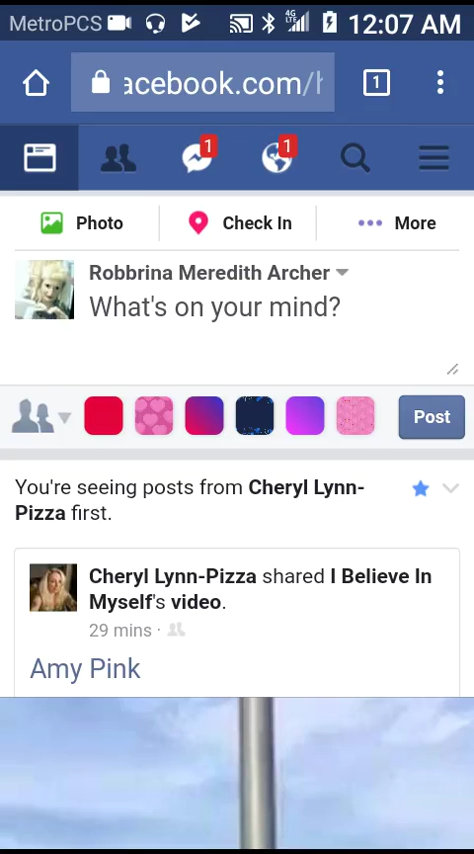 MetroPCS 4G LTE 12:07 AM
acebook.com/h 1
1 1
Photo Check In More
Robbrina Meredith Archer
What's on your mind?
Post
You're seeing posts from Cheryl Lynn-
Pizza first.
Cheryl Lynn-Pizza shared I Believe In
Myself's video.
29 mins ·
Amy Pink